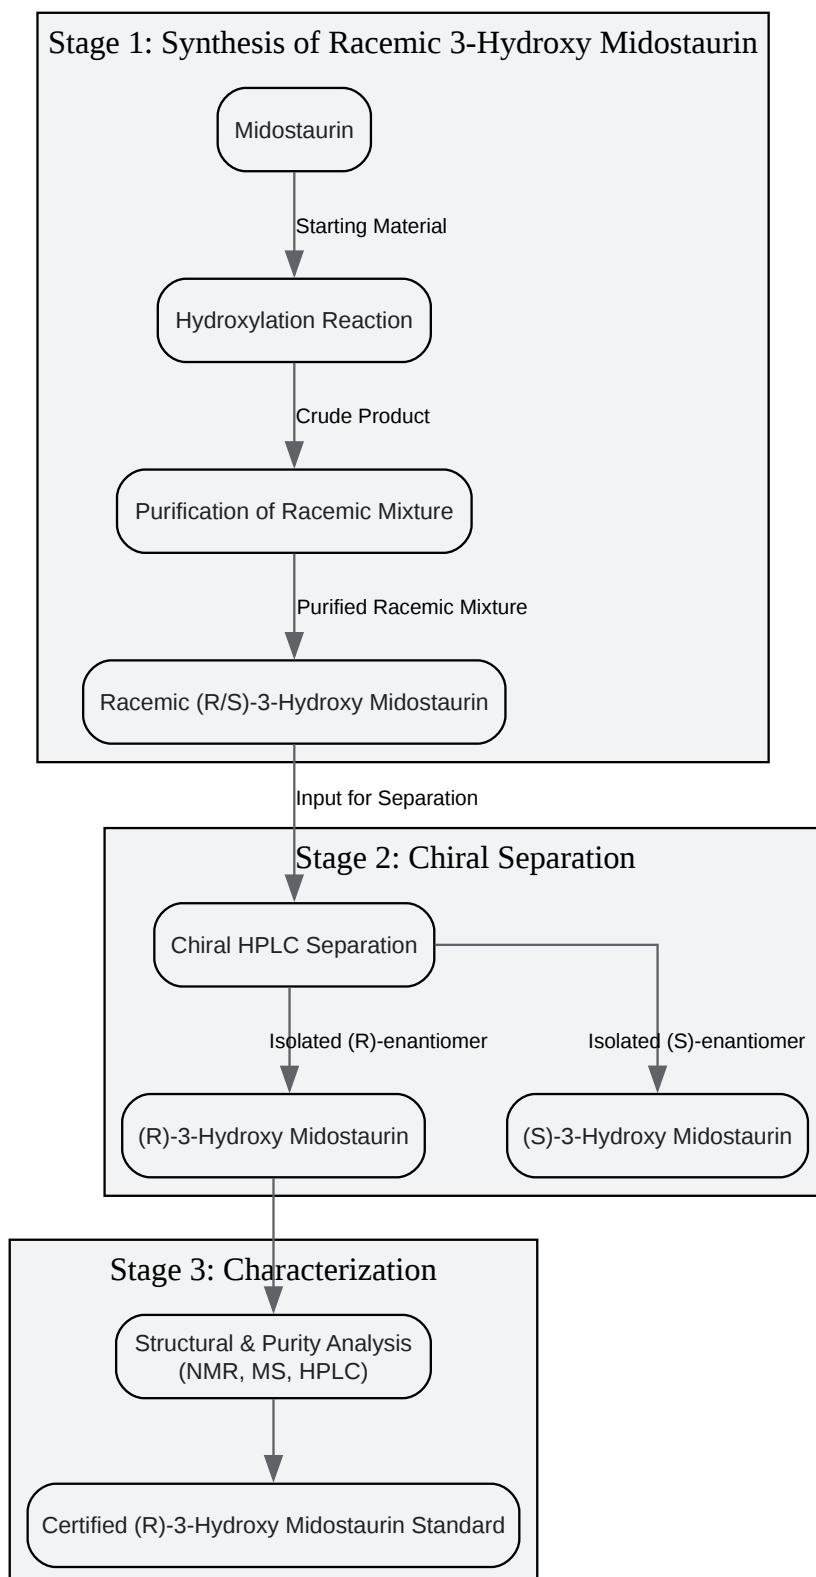 Stage 1: Synthesis of Racemic 3-Hydroxy Midostaurin
Midostaurin
Starting Material
Hydroxylation Reaction
Crude Product
Purification of Racemic Mixture
Purified Racemic Mixture
Racemic (R/S)-3-Hydroxy Midostaurin
Input for Separation
Stage 2: Chiral Separation
Chiral HPLC Separation
Isolated (R)-enantiomer
Isolated (S)-enantiomer
(R)-3-Hydroxy Midostaurin
(S)-3-Hydroxy Midostaurin
Stage 3: Characterization
Structural & Purity Analysis
(NMR, MS, HPLC)
Certified (R)-3-Hydroxy Midostaurin Standard